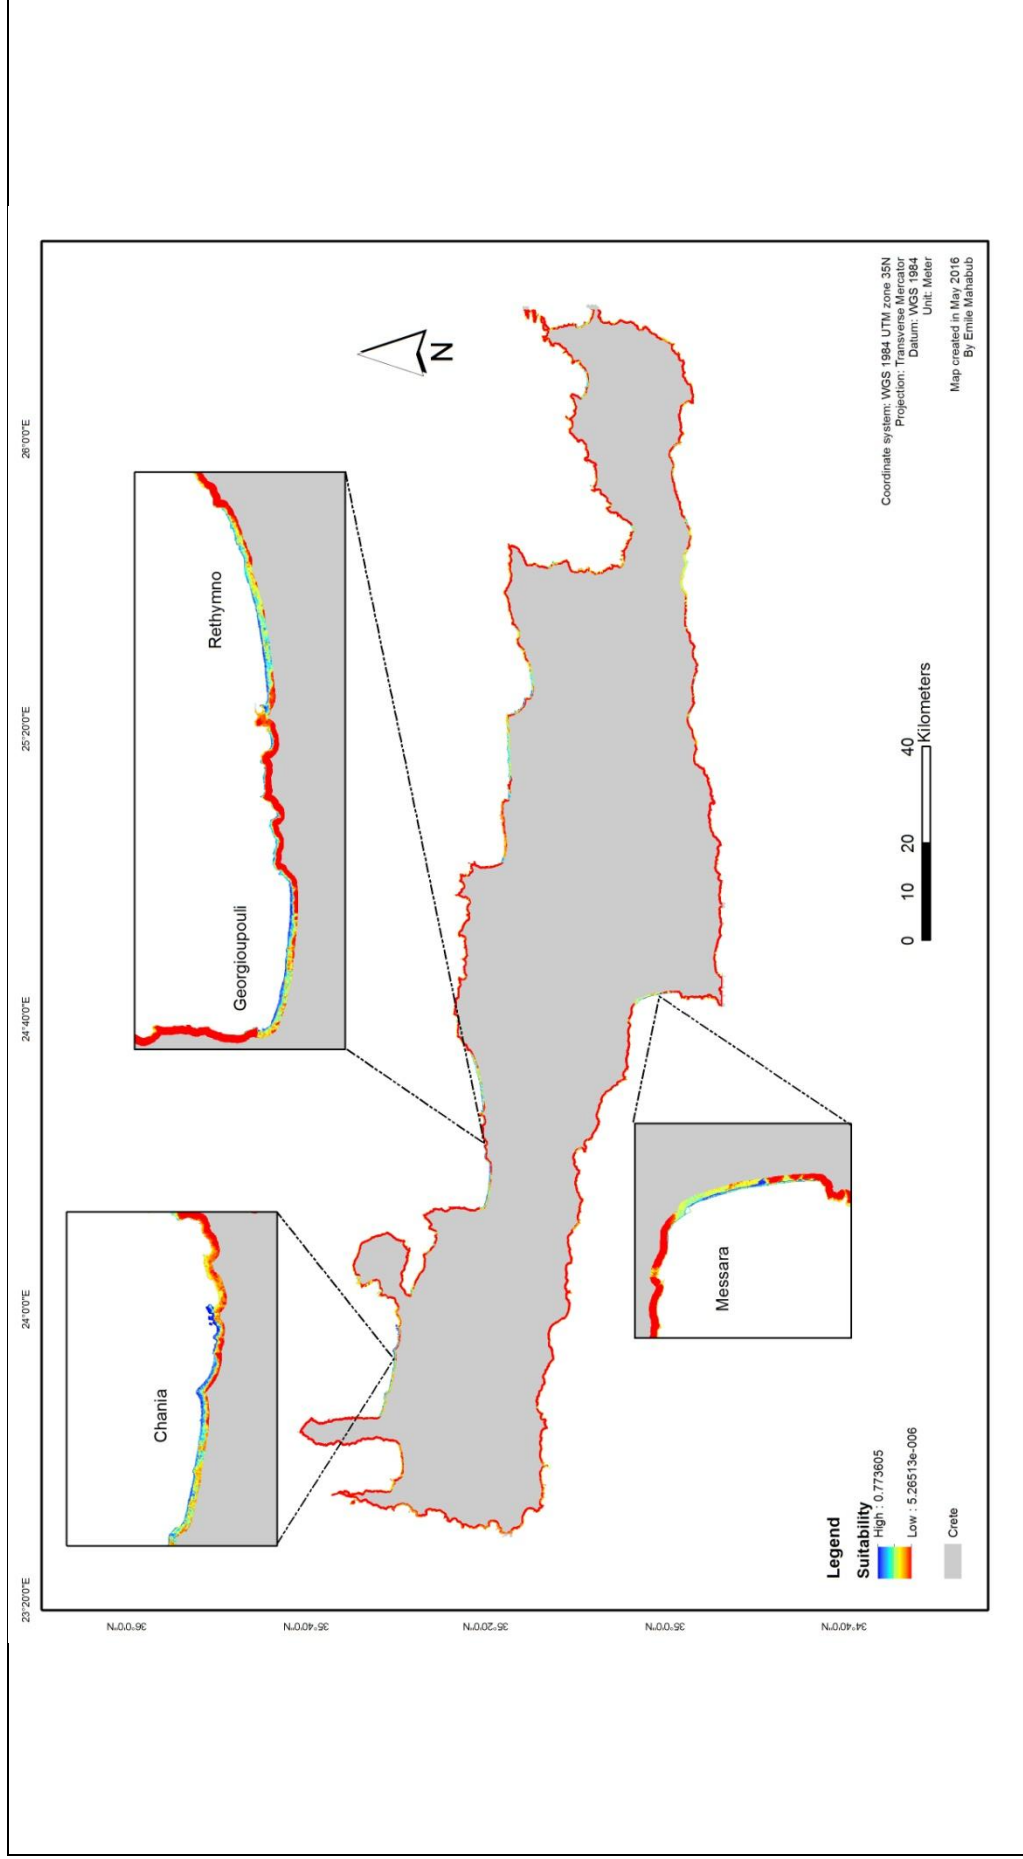 23°20'0"E
24°0'0"E
24°40'0"E
25°20'0"E
26°0'0"E
36°0'0"N
35°40'0"N
35°20'0"N
35°0'0"N
34°40'0"N
Chania
Georgioupouli
Rethymno
Messara
N
Legend
Suitability
High : 0.773605
Low : 5.26513e-006
Crete
0 10 20 40
Kilometers
Coordinate system: WGS 1984 UTM zone 35N
Projection: Transverse Mercator
Datum: WGS 1984
Unit: Meter
Map created in May 2016
By Emile Mahabub